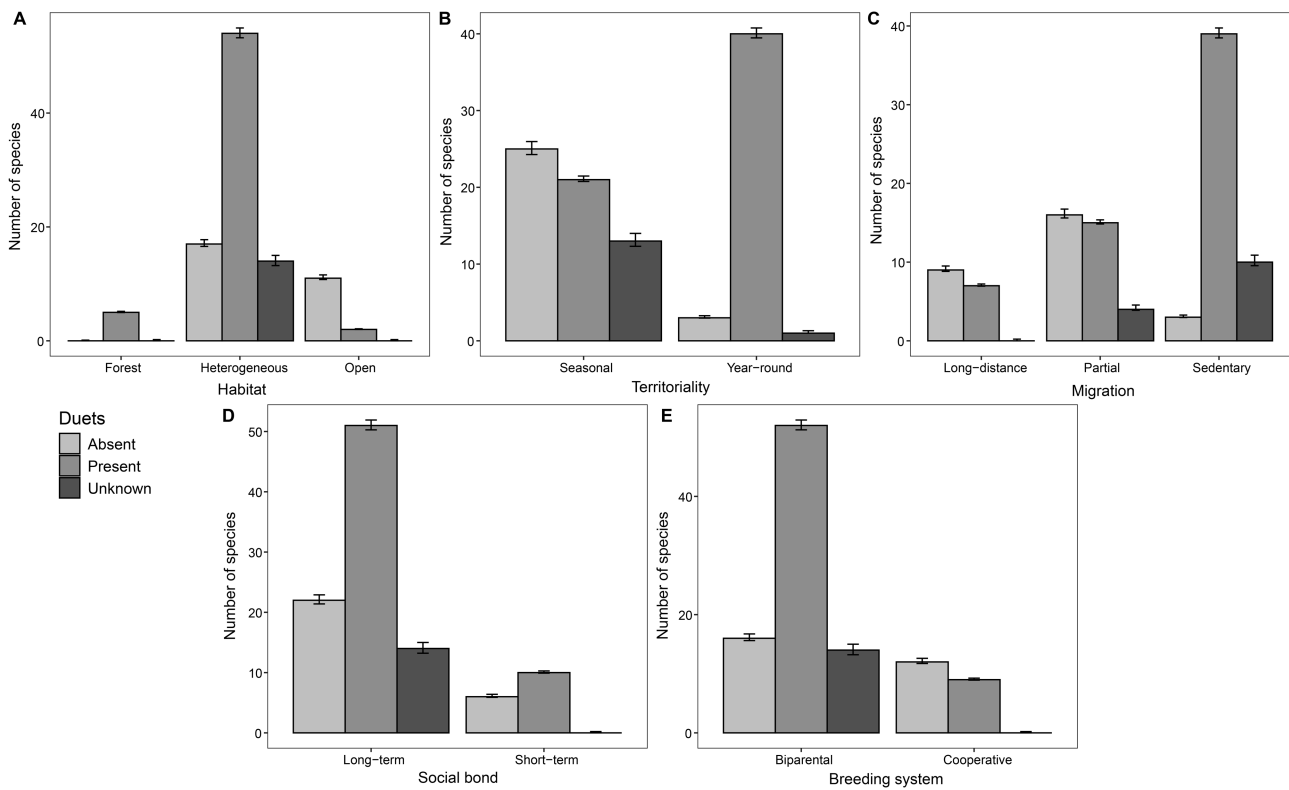 A
Number of species
40
20
0
Forest
Heterogeneous
Open
Habitat
B
Number of species
40
30
20
10
0
Seasonal
Year−round
Territoriality
C
Number of species
40
30
20
10
0
Long−distance
Partial
Sedentary
Migration
Duets
Absent
Present
Unknown
D
Number of species
50
40
30
20
10
0
Long−term
Short−term
Social bond
E
Number of species
40
20
0
Biparental
Cooperative
Breeding system